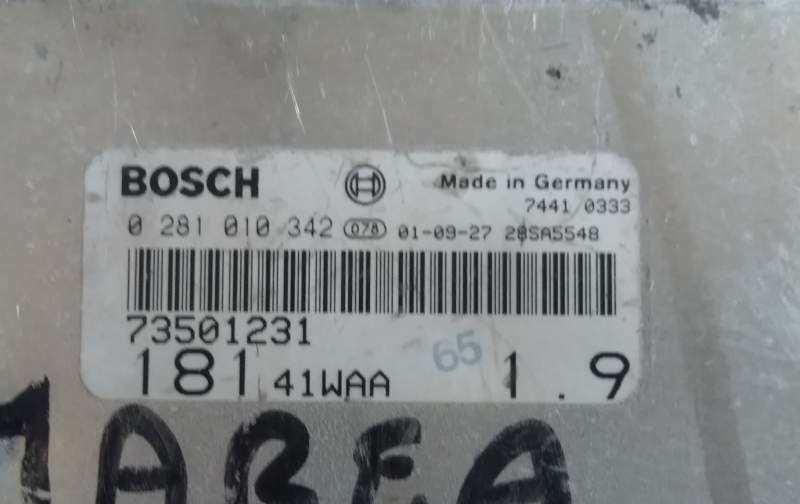 BOSCH Made in Germany
7441 0333
0 281 010 342 078 01-09-27 28SA5548
73501231
65
181 41WAA 1.9
MAREA